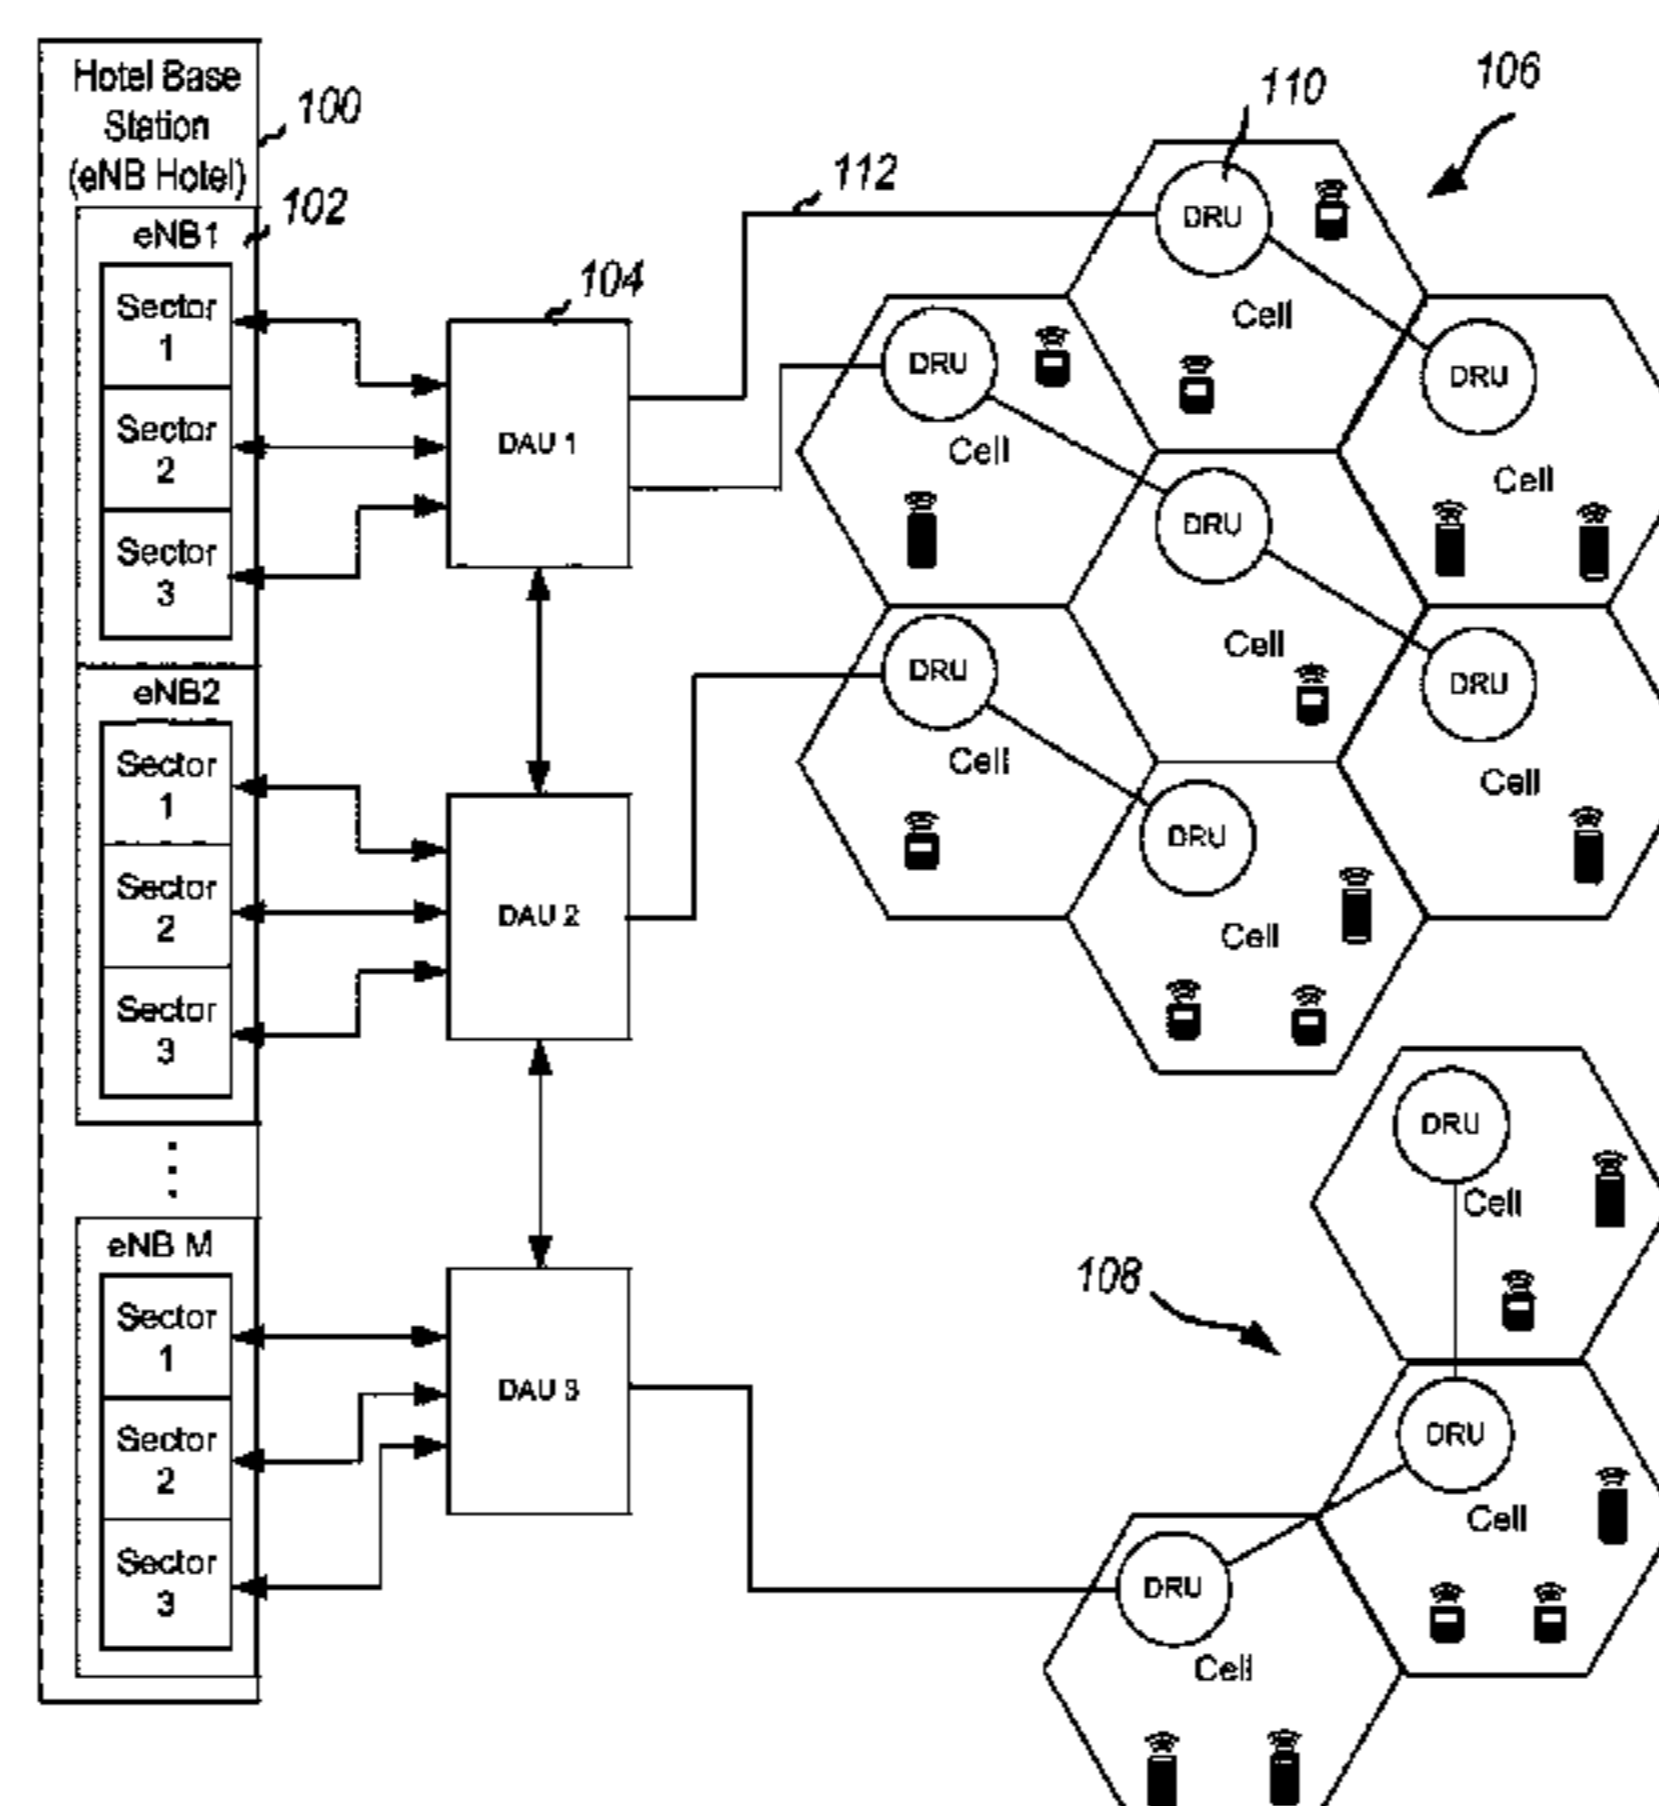 Hotel Base
Station
(eNB Hotel)
100
102
eNB1
Sector
1
Sector
2
Sector
3
eNB2
Sector
1
Sector
2
Sector
3
eNB M
Sector
1
Sector
2
Sector
3
104
DAU 1
DAU 2
DAU 3
112
110
106
DRU
Cell
DRU
Cell
DRU
Cell
DRU
Cell
DRU
Cell
DRU
Cell
DRU
Cell
108
DRU
Cell
DRU
Cell
DRU
Cell